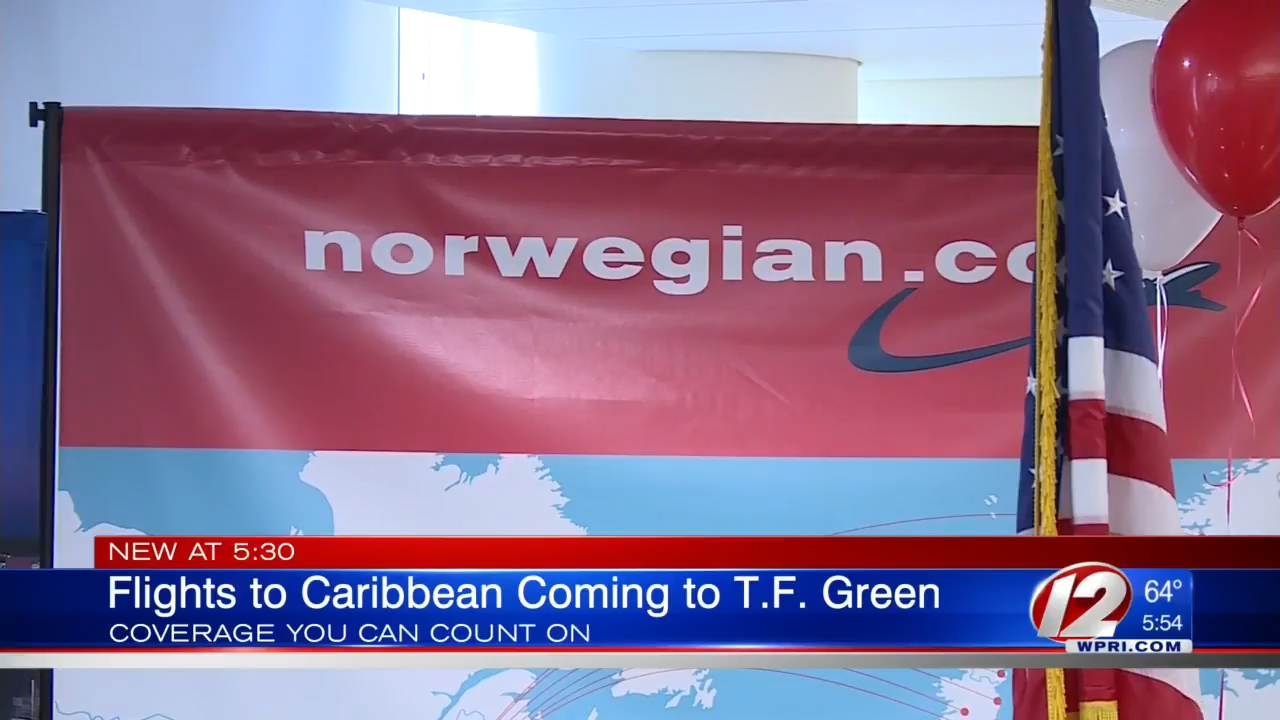 norwegian.co
NEW AT 5:30
Flights to Caribbean Coming to T.F. Green
COVERAGE YOU CAN COUNT ON
12
64°
5:54
WPRI.COM